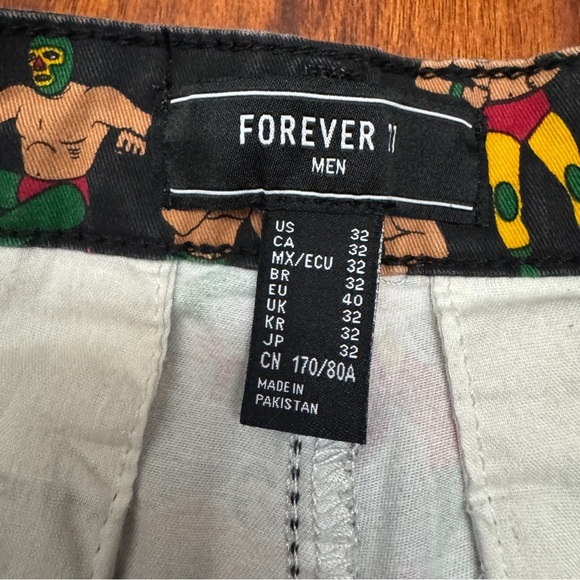 FOREVER 11
MEN
US 32
CA 32
MX/ECU 32
BR 32
EU 40
UK 32
KR 32
JP 32
CN 170/80A
MADE IN
PAKISTAN